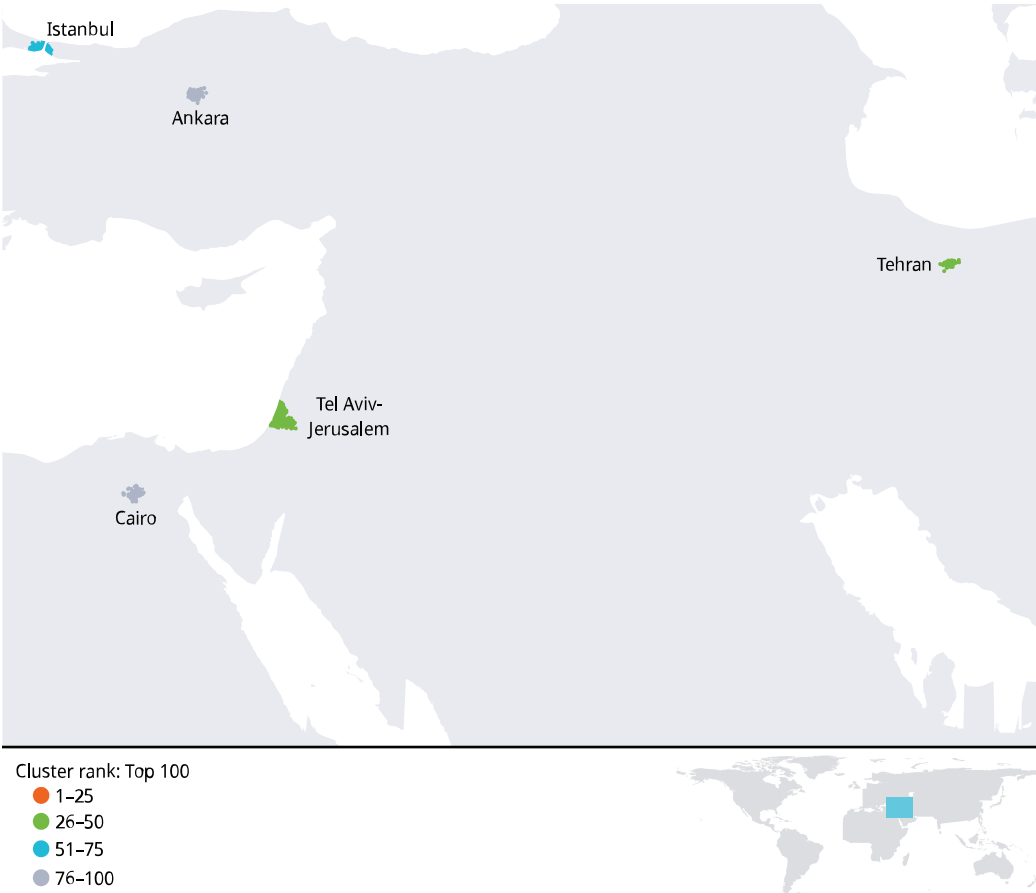 Istanbul
Ankara
Tehran
Tel Aviv-
Jerusalem
Cairo
Cluster rank: Top 100
1–25
26–50
51–75
76–100